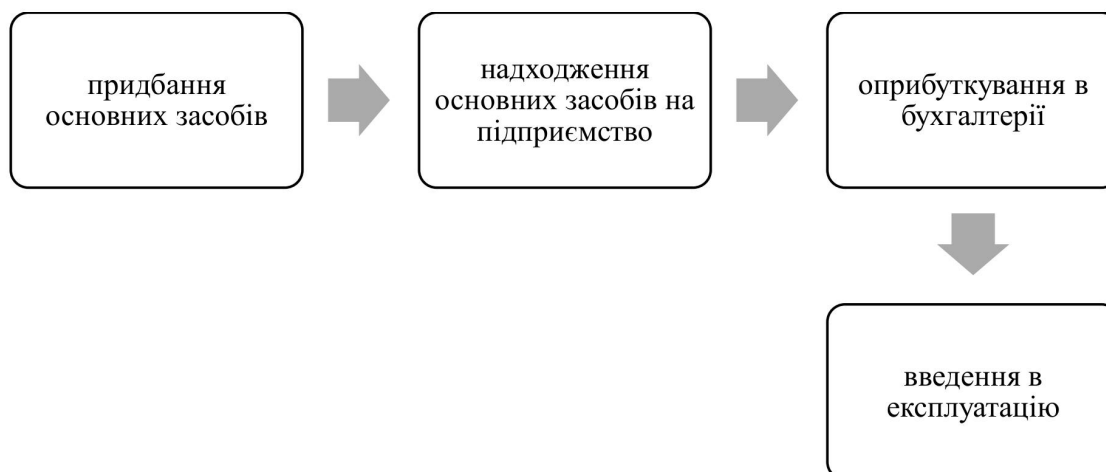 придбання
основних засобів
надходження
основних засобів на
підприємство
оприбуткування в
бухгалтерії
введення в
експлуатацію